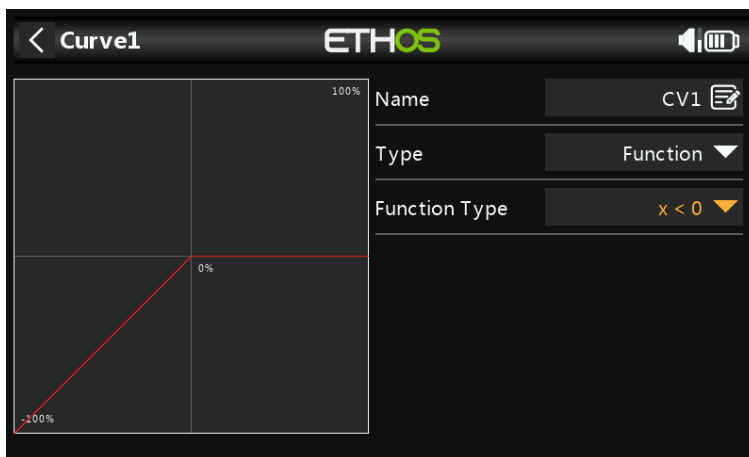 Curve1
ETHOS
100%
0%
-100%
Name CV1
Type Function
Function Type x < 0